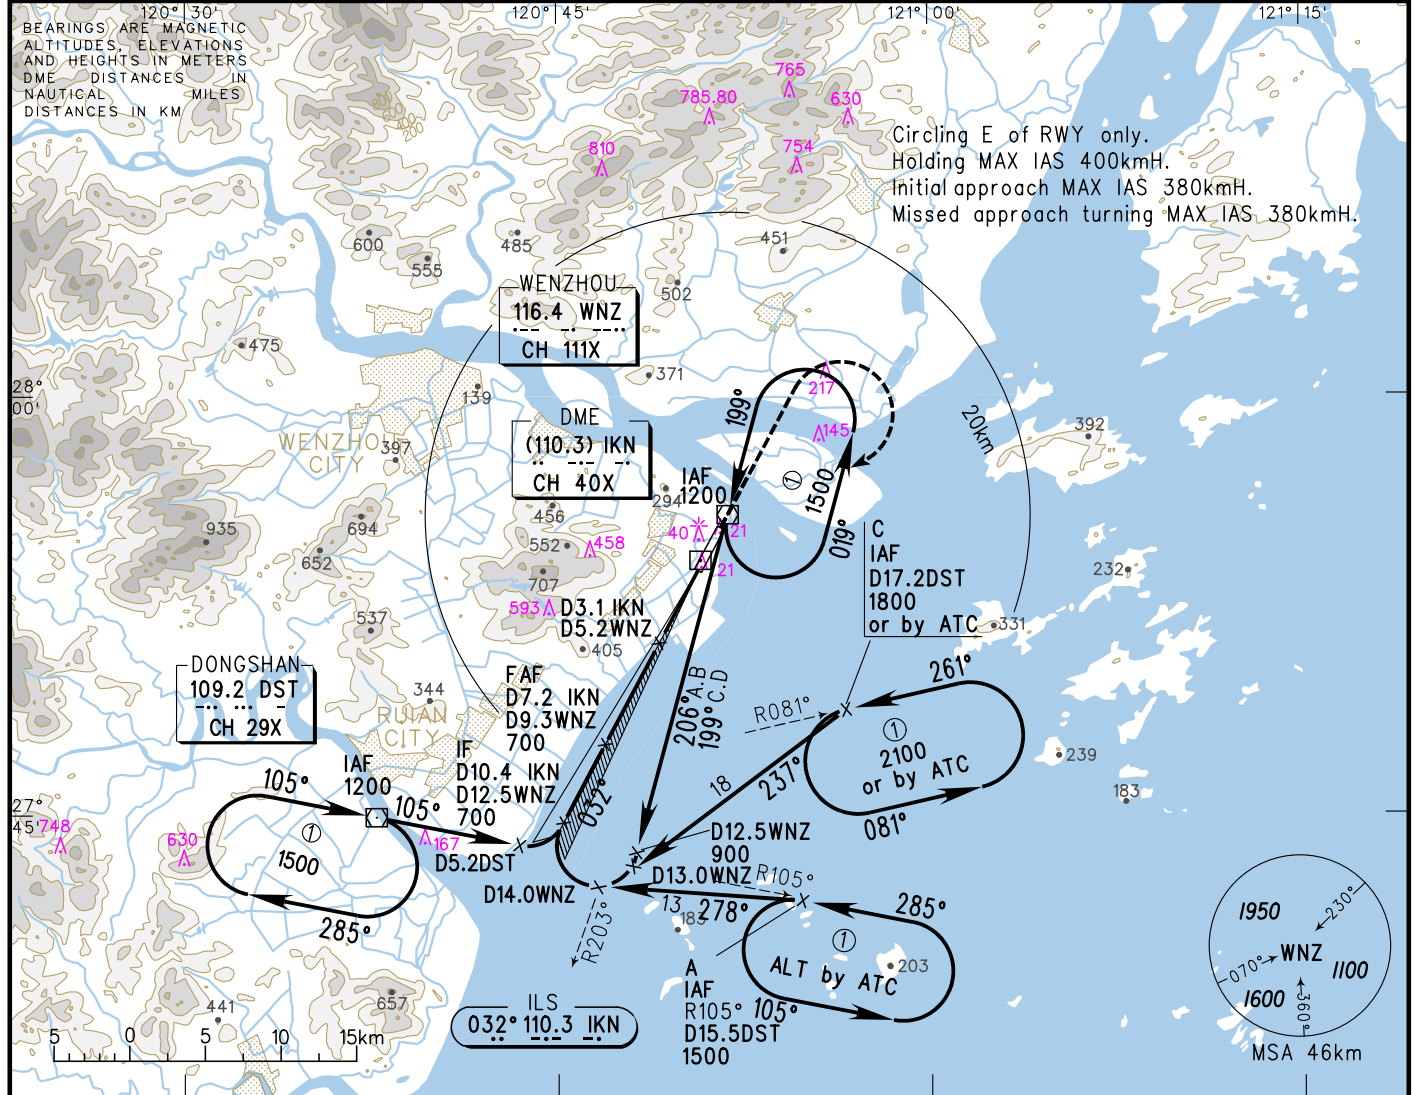 120° 30'
120° 45'
121° 00'
121° 15'
BEARINGS ARE MAGNETIC
ALTITUDES, ELEVATIONS
AND HEIGHTS IN METERS
DME DISTANCES IN
NAUTICAL MILES
DISTANCES IN KM
765
785.80
630
810
754
Circling E of RWY only.
Holding MAX IAS 400kmH.
Initial approach MAX IAS 380kmH.
Missed approach turning MAX IAS 380kmH.
600
485
451
555
502
WENZHOU
116.4 WNZ
CH 111X
475
371
28°
00'
139
217
199°
20km
DME
(110.3) IKN
CH 40X
145
392
WENZHOU
CITY
397
IAF
1200
294
①
1500
019°
456
694
935
40
21
C
IAF
D17.2DST
1800
or by ATC
552
458
652
21
232
707
593
D3.1 IKN
D5.2WNZ
537
331
405
DONGSHAN
109.2 DST
CH 29X
344
RUIAN
CITY
FAF
D7.2 IKN
D9.3WNZ
700
206° A.B
199° C.D
R081°
261°
①
2100
or by ATC
239
IF
D10.4 IKN
D12.5WNZ
700
IAF
1200
105°
105°
18
237°
183
27°
45'
748
630
①
1500
167
032°
081°
D5.2DST
D12.5WNZ
900
D13.0WNZ
R105°
D14.0WNZ
13
278°
183
285°
285°
R203°
①
ALT by ATC
203
1950
230°
WNZ
070°
1100
1600
360°
MSA 46km
A
IAF
R105°
D15.5DST
1500
105°
657
441
ILS
032° 110.3 IKN
5 0 5 10 15km